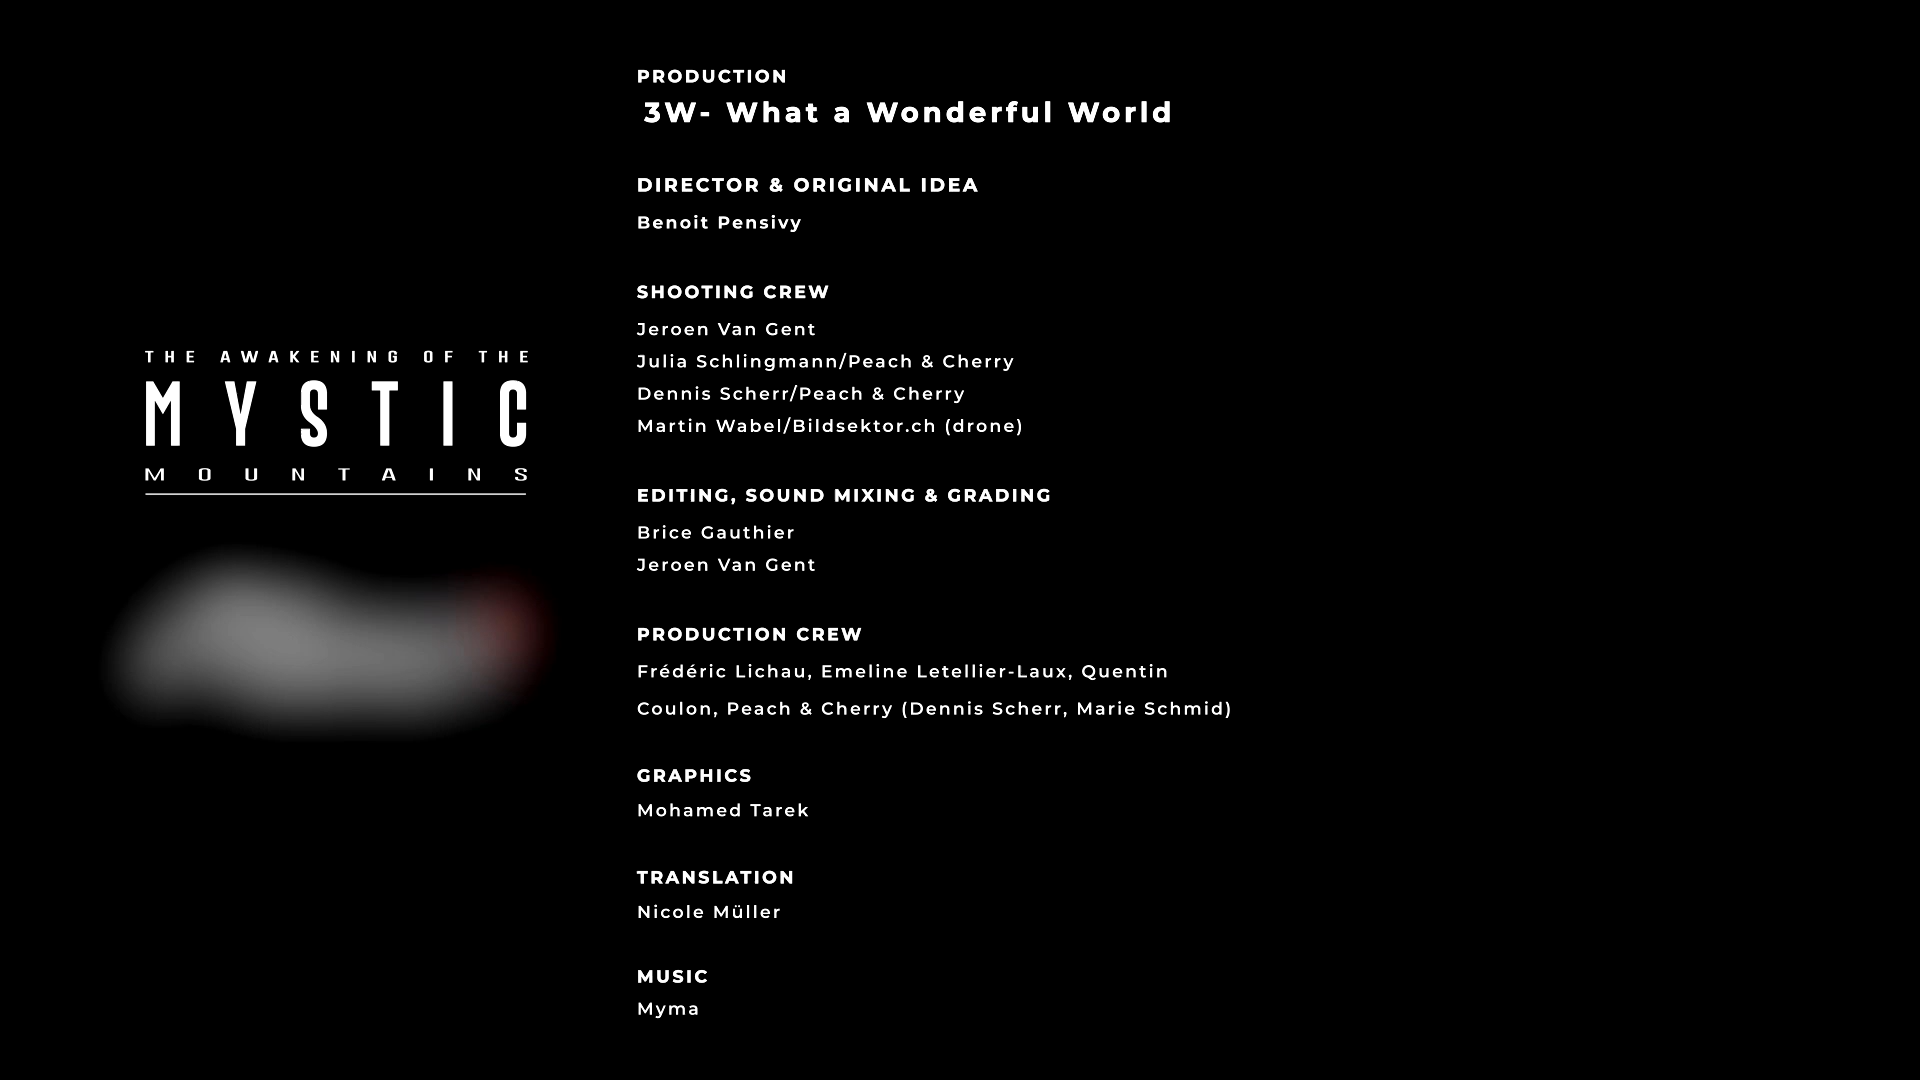 THE AWAKENING OF THE
MYSTIC
MOUNTAINS
PRODUCTION
3W- What a Wonderful World
DIRECTOR & ORIGINAL IDEA
Benoit Pensivy
SHOOTING CREW
Jeroen Van Gent
Julia Schlingmann/Peach & Cherry
Dennis Scherr/Peach & Cherry
Martin Wabel/Bildsektor.ch (drone)
EDITING, SOUND MIXING & GRADING
Brice Gauthier
Jeroen Van Gent
PRODUCTION CREW
Frédéric Lichau, Emeline Letellier-Laux, Quentin
Coulon, Peach & Cherry (Dennis Scherr, Marie Schmid)
GRAPHICS
Mohamed Tarek
TRANSLATION
Nicole Müller
MUSIC
Myma